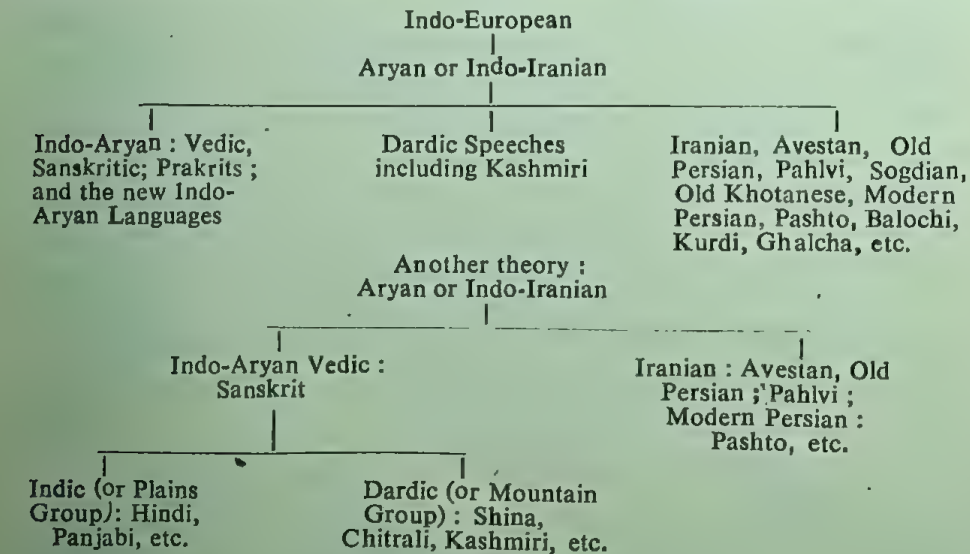 Indo-European
Aryan or Indo-Iranian
Indo-Aryan : Vedic,
Sanskritic; Prakrits ;
and the new Indo-
Aryan Languages
Dardic Speeches
including Kashmiri
Iranian, Avestan, Old
Persian, Pahlvi, Sogdian,
Old Khotanese, Modern
Persian, Pashto, Balochi,
Kurdi, Ghalcha, etc.
Another theory :
Aryan or Indo-Iranian
Indo-Aryan Vedic :
Sanskrit
Iranian : Avestan, Old
Persian ; Pahlvi ;
Modern Persian :
Pashto, etc.
Indic (or Plains
Group): Hindi,
Panjabi, etc.
Dardic (or Mountain
Group) : Shina,
Chitrali, Kashmiri, etc.